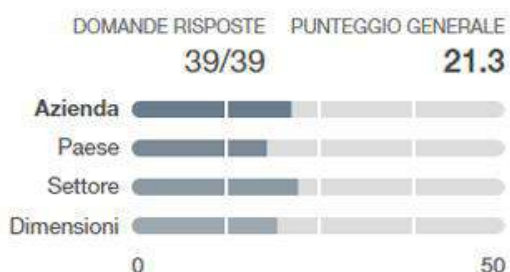 DOMANDE RISPOSTE PUNTEGGIO GENERALE
39/39 21.3
Azienda
Paese
Settore
Dimensioni
0 50